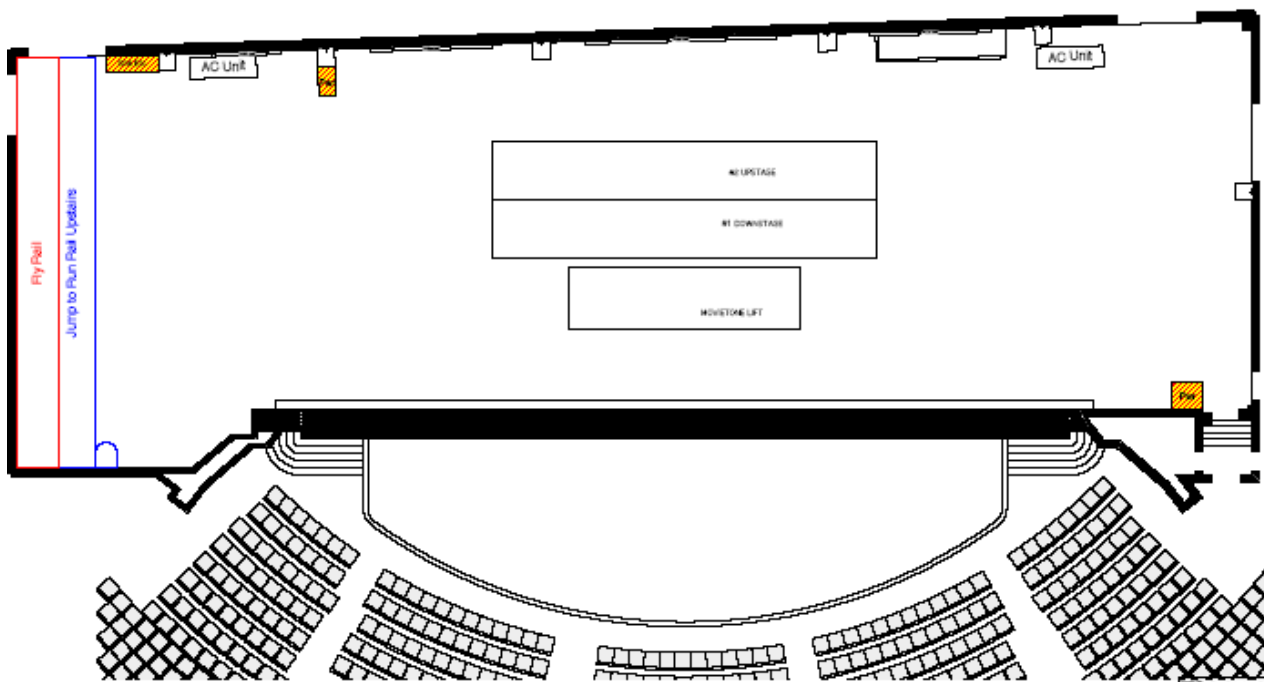 AC Unit
AC Unit
#2 UPSTAGE
#1 DOWNSTAGE
MOVIETONE LIFT
Fly Rail
Jump to Run Rail Upstairs